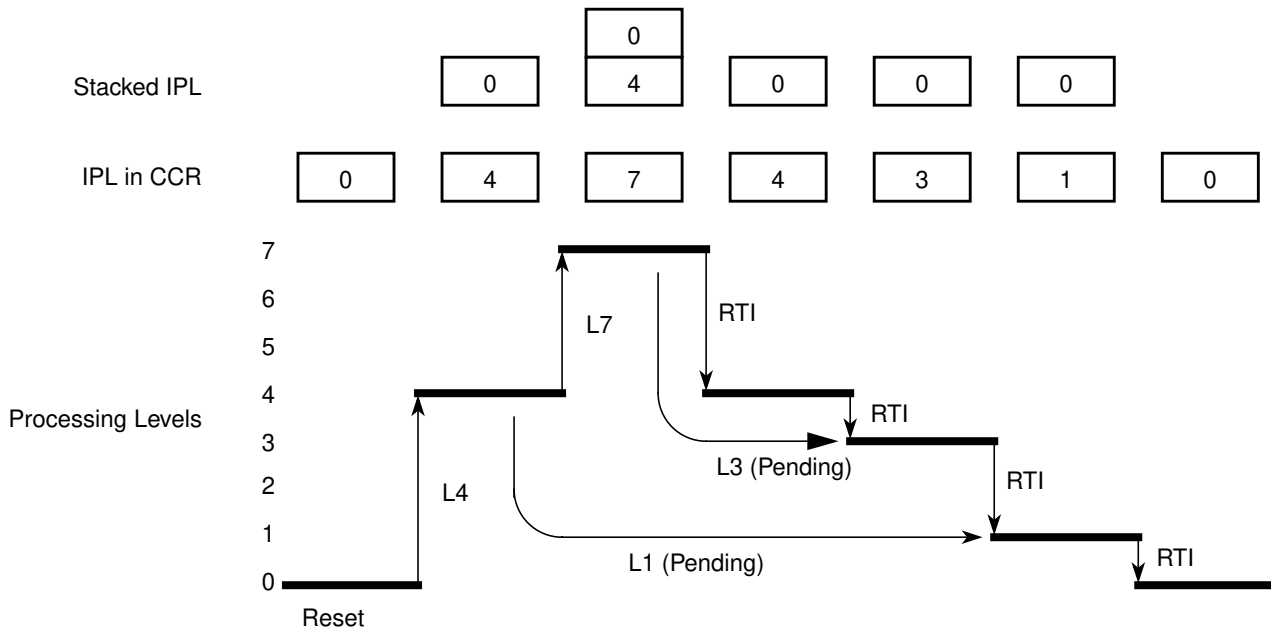 0
Stacked IPL 0 4 0 0 0
IPL in CCR 0 4 7 4 3 1 0
7
6
L7 RTI
5
4
Processing Levels RTI
3
L3 (Pending)
2 L4 RTI
1
L1 (Pending) RTI
0
Reset